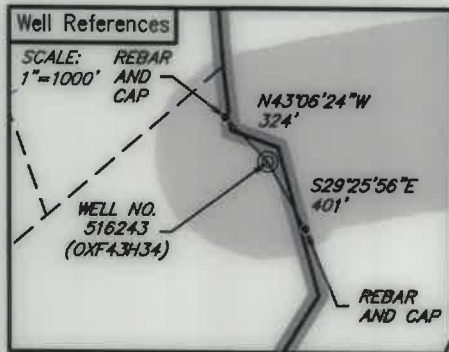 Well References
SCALE:
1"=1000'
REBAR
AND
CAP
N43°06'24"W
324'
WELL NO.
516243
(OXF43H34)
S29°25'56"E
401'
REBAR
AND CAP